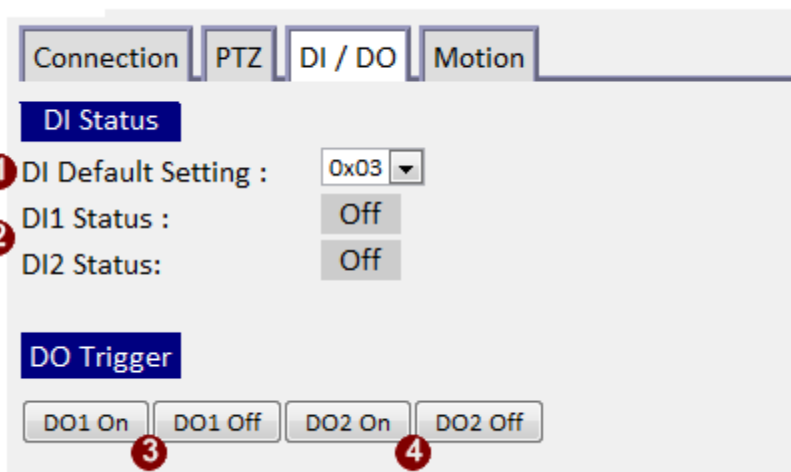 Connection PTZ DI / DO Motion
DI Status
1 DI Default Setting : 0x03
DI1 Status : Off
2
DI2 Status: Off
DO Trigger
DO1 On DO1 Off DO2 On DO2 Off
3 4